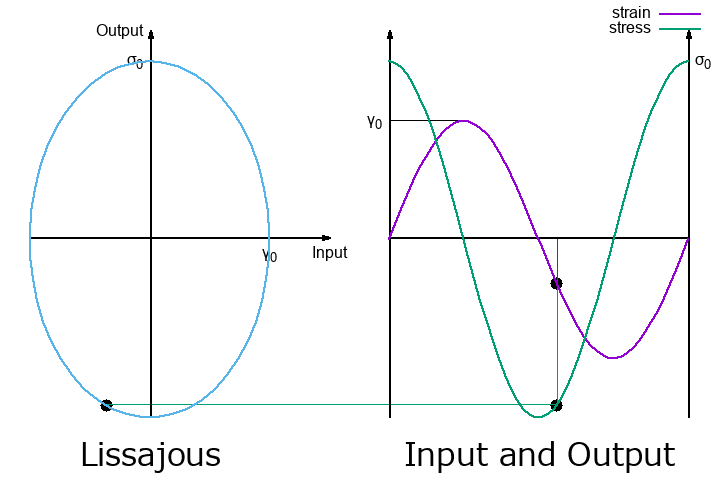 Output
σ0
γ0
Input
Lissajous
strain
stress
γ0
σ0
Input and Output